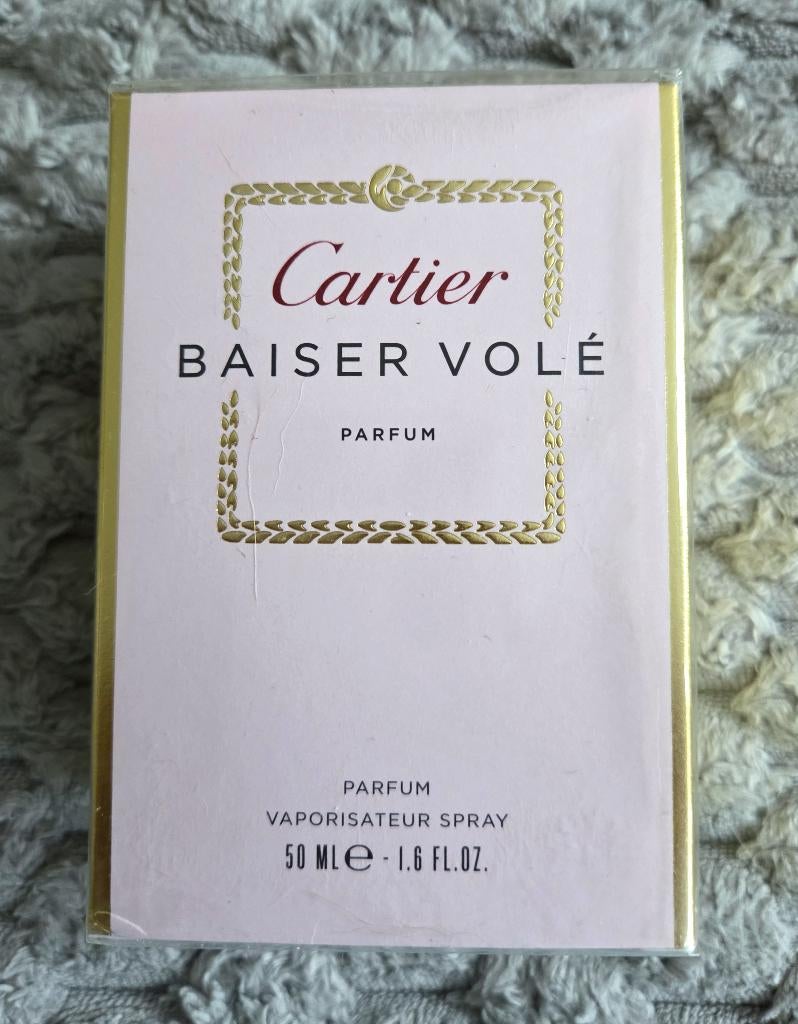 Cartier
BAISER VOLÉ
PARFUM
PARFUM
VAPORISATEUR SPRAY
50 ML ℮ - 1.6 FL.OZ.